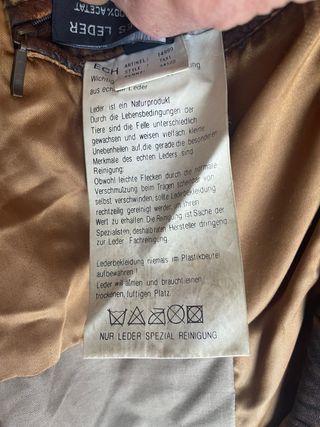 S LEDER
100% ACETAT
ECH
ARTIKEL: 14999
Wichtig
aus echtem Leder
Leder ist ein Naturprodukt
Durch die Lebensbedingungen der
Tiere sind die Felle unterschiedlich
gewachsen und weisen vielfach kleine
Unebenheiten auf, die gerade die besonderen
Merkmale des echten Leders sind.
Reinigung:
Obwohl leichte Flecken durch die normale
Verschmutzung beim Tragen schon von
selbst verschwinden, sollte Lederbekleidung
rechtzeitig gereinigt werden, um ihren
Wert zu erhalten. Die Reinigung ist Sache der
Spezialisten, deshalb raten Hersteller dringend
zur Leder-Fachreinigung.
Lederbekleidung niemals im Plastikbeutel
aufbewahren!
Leder will atmen und braucht einen
trockenen, luftigen Platz.
NUR LEDER SPEZIAL REINIGUNG